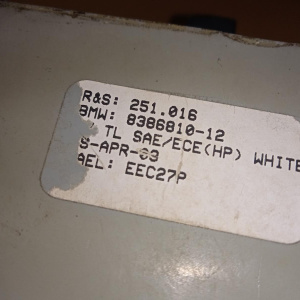 R&S: 251.016
BMW: 8386810-12
TL SAE/ECE(HP) WHITE
S-APR-03
AEL: EEC27P